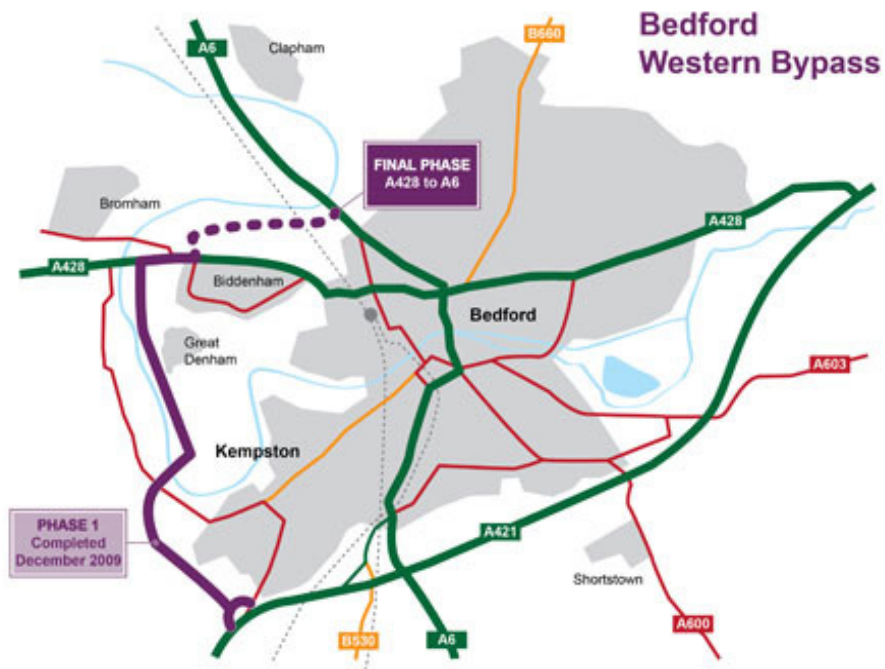 Bedford
Western Bypass
A6
Clapham
B660
FINAL PHASE
A428 to A6
Bromham
A428
A428
Biddenham
Bedford
Great
Denham
A603
Kempston
PHASE 1
Completed
December 2009
A421
Shortstown
B530
A6
A600